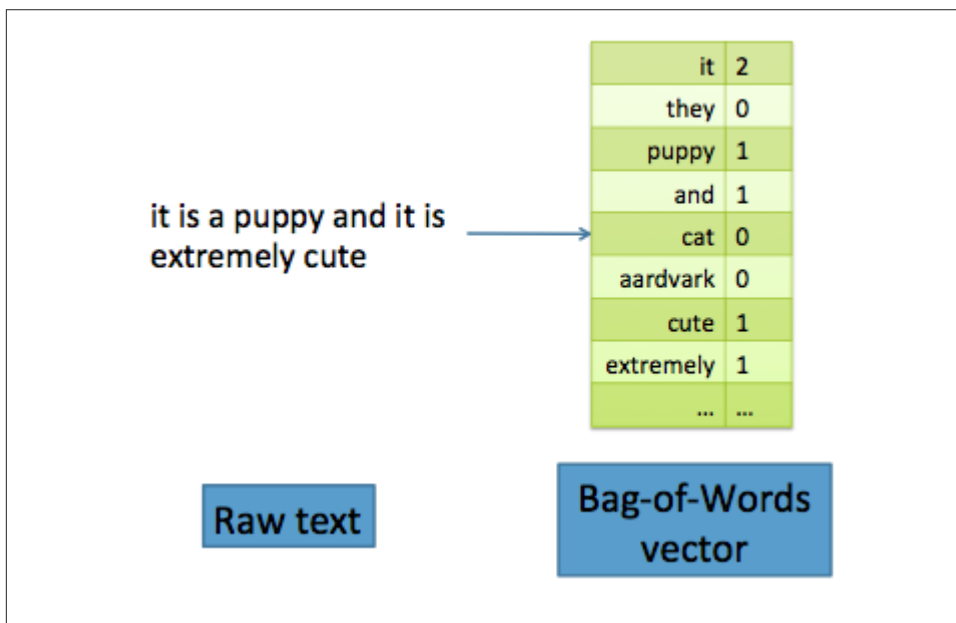 it 2
they 0
puppy 1
and 1
cat 0
aardvark 0
cute 1
extremely 1
... ...
it is a puppy and it is
extremely cute
Raw text
Bag-of-Words
vector